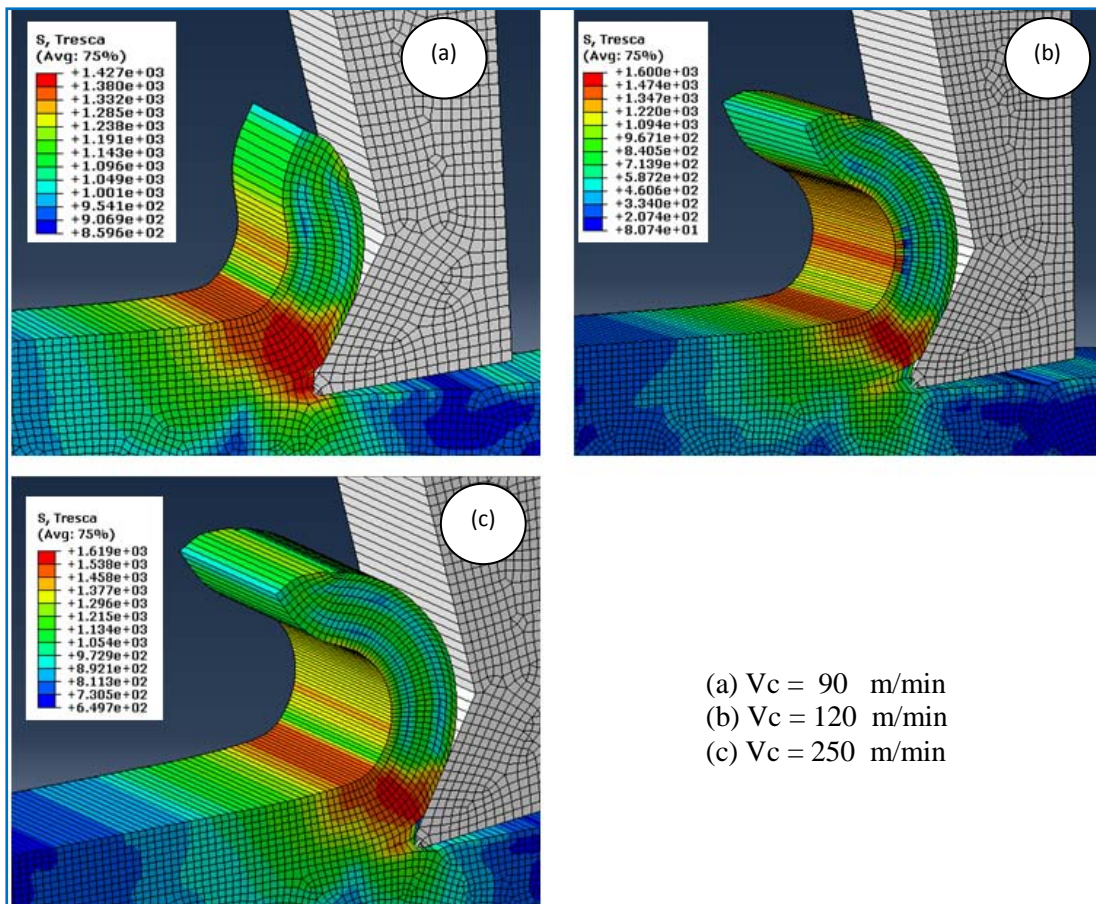 S, Tresca
(Avg: 75%)
+1.427e+03
+1.380e+03
+1.332e+03
+1.285e+03
+1.238e+03
+1.191e+03
+1.143e+03
+1.096e+03
+1.049e+03
+1.001e+03
+9.541e+02
+9.069e+02
+8.596e+02
(a)
S, Tresca
(Avg: 75%)
+1.600e+03
+1.474e+03
+1.347e+03
+1.220e+03
+1.094e+03
+9.671e+02
+8.405e+02
+7.139e+02
+5.872e+02
+4.606e+02
+3.340e+02
+2.074e+02
+8.074e+01
(b)
S, Tresca
(Avg: 75%)
+1.619e+03
+1.538e+03
+1.458e+03
+1.377e+03
+1.296e+03
+1.215e+03
+1.134e+03
+1.054e+03
+9.729e+02
+8.921e+02
+8.113e+02
+7.305e+02
+6.497e+02
(c)
(a) Vc = 90 m/min
(b) Vc = 120 m/min
(c) Vc = 250 m/min